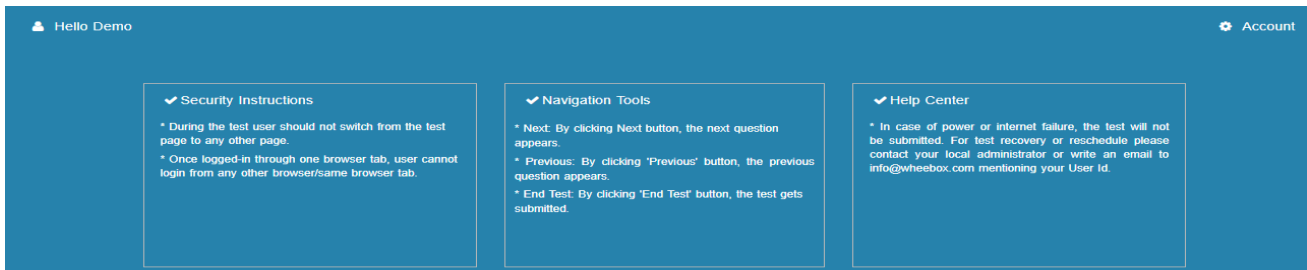 Hello Demo
Account
Security Instructions
* During the test user should not switch from the test
page to any other page.
* Once logged-in through one browser tab, user cannot
login from any other browser/same browser tab.
Navigation Tools
* Next: By clicking Next button, the next question
appears.
* Previous: By clicking 'Previous' button, the previous
question appears.
* End Test: By clicking 'End Test' button, the test gets
submitted.
Help Center
* In case of power or internet failure, the test will not
be submitted. For test recovery or reschedule please
contact your local administrator or write an email to
info@wheebox.com mentioning your User Id.